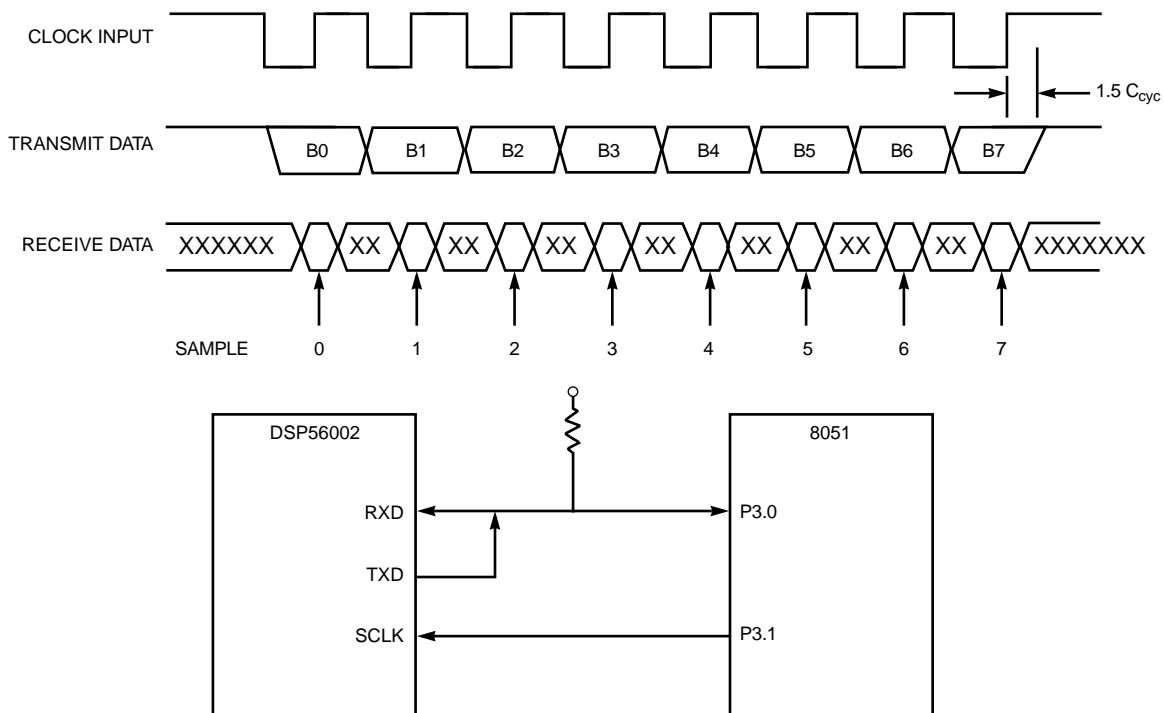 CLOCK INPUT
1.5 Ccyc
TRANSMIT DATA B0 B1 B2 B3 B4 B5 B6 B7
RECEIVE DATA XXXXXX XX XX XX XX XX XX XX XXXXXXX
SAMPLE 0 1 2 3 4 5 6 7
DSP56002 8051
RXD P3.0
TXD
SCLK P3.1